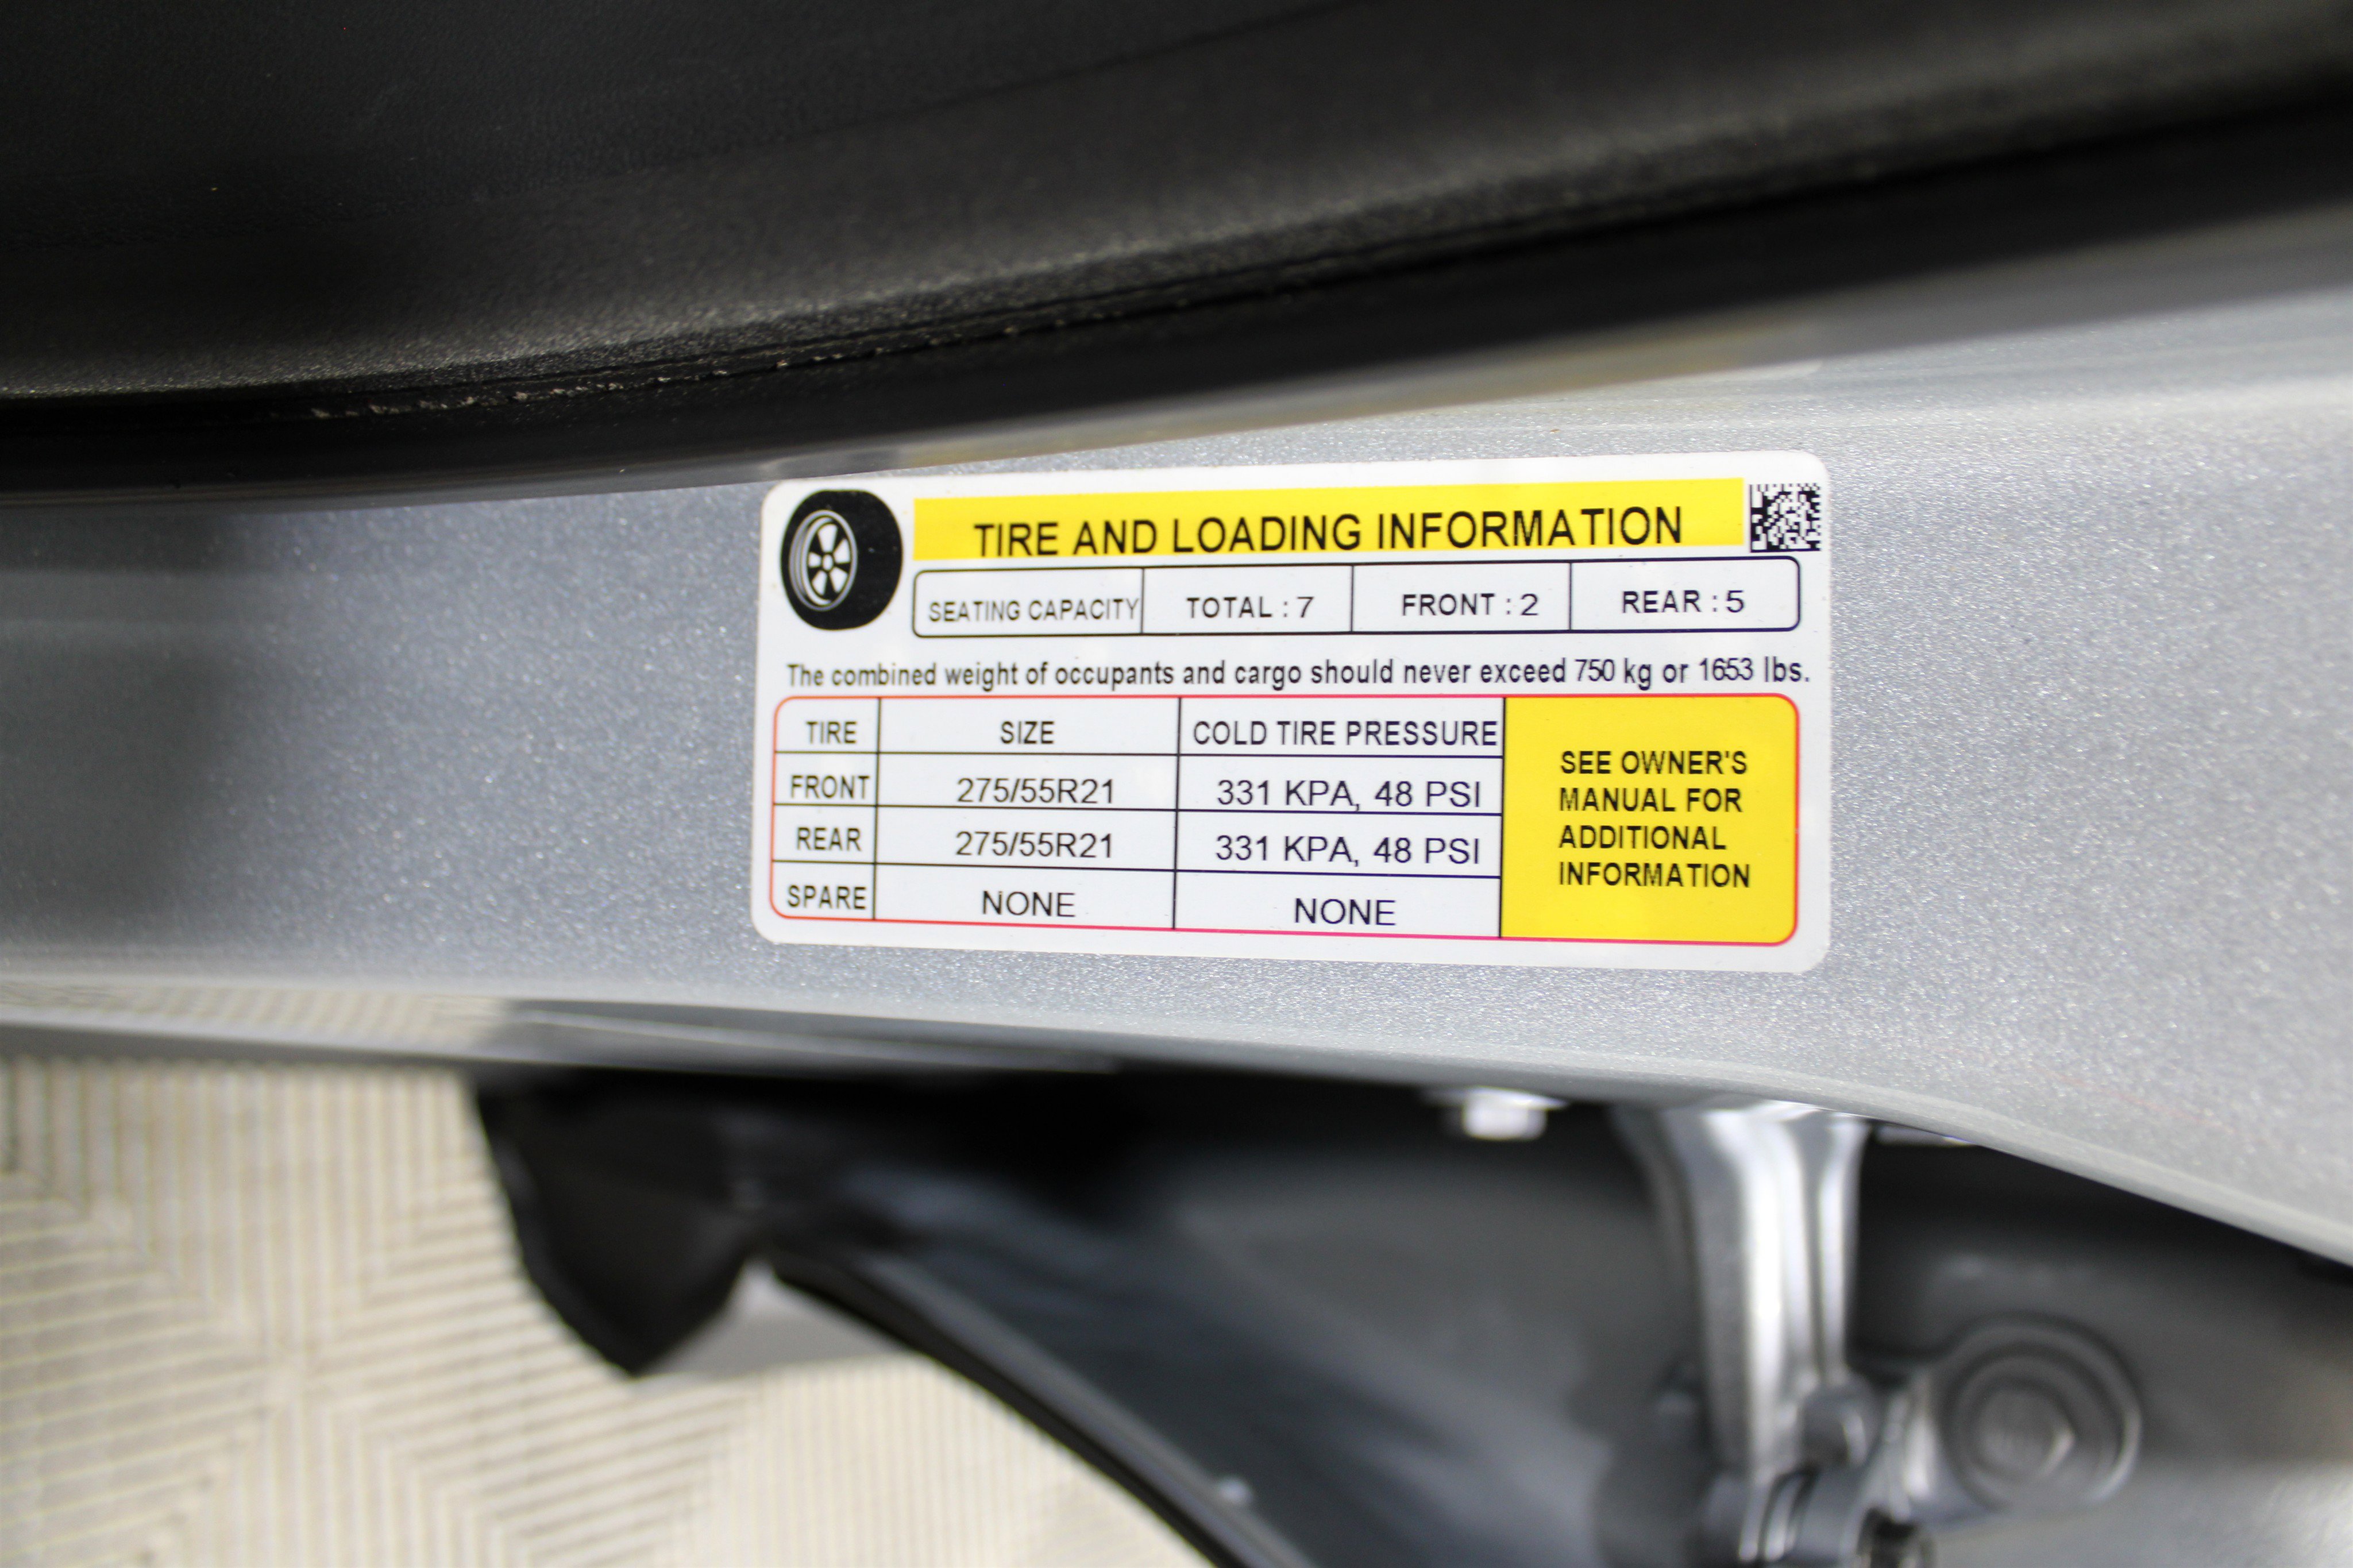 TIRE AND LOADING INFORMATION
SEATING CAPACITY TOTAL : 7 FRONT : 2 REAR : 5
The combined weight of occupants and cargo should never exceed 750 kg or 1653 lbs.
TIRE SIZE COLD TIRE PRESSURE
FRONT 275/55R21 331 KPA, 48 PSI
REAR 275/55R21 331 KPA, 48 PSI
SPARE NONE NONE
SEE OWNER'S
MANUAL FOR
ADDITIONAL
INFORMATION